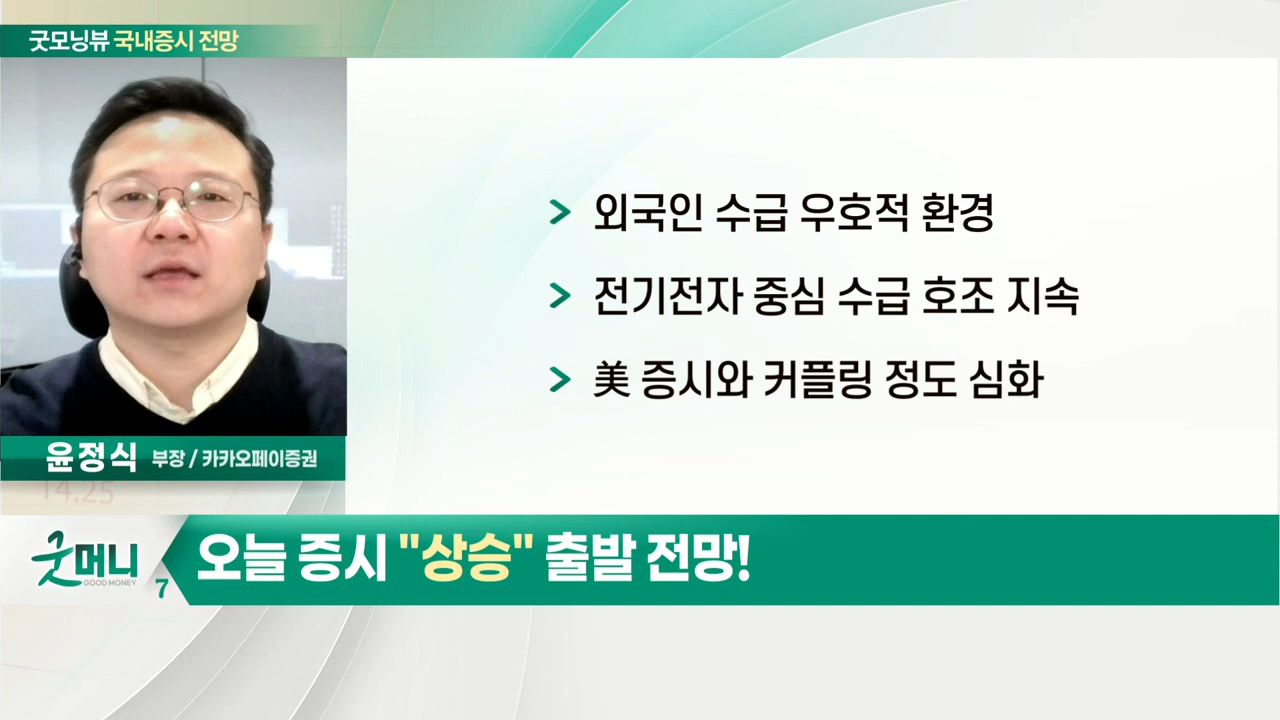 굿모닝뷰 국내증시 전망
> 외국인 수급 우호적 환경
> 전기전자 중심 수급 호조 지속
> 美 증시와 커플링 정도 심화
윤정식 부장 / 카카오페이증권
14.25
굿머니
GOOD MONEY
7
오늘 증시 "상승" 출발 전망!